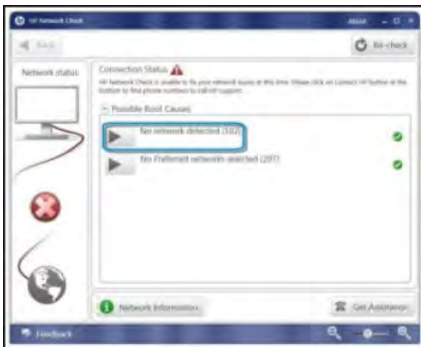 HP Network Check
About
Back
Re-check
Network status
Connection Status
HP Network Check is unable to fix your network issues at this time. Please click on Contact HP button at the
bottom to find phone numbers to call HP support.
Possible Root Causes
No network detected (102)
No Preferred networks selected (207)
Network Information
Get Assistance
Feedback